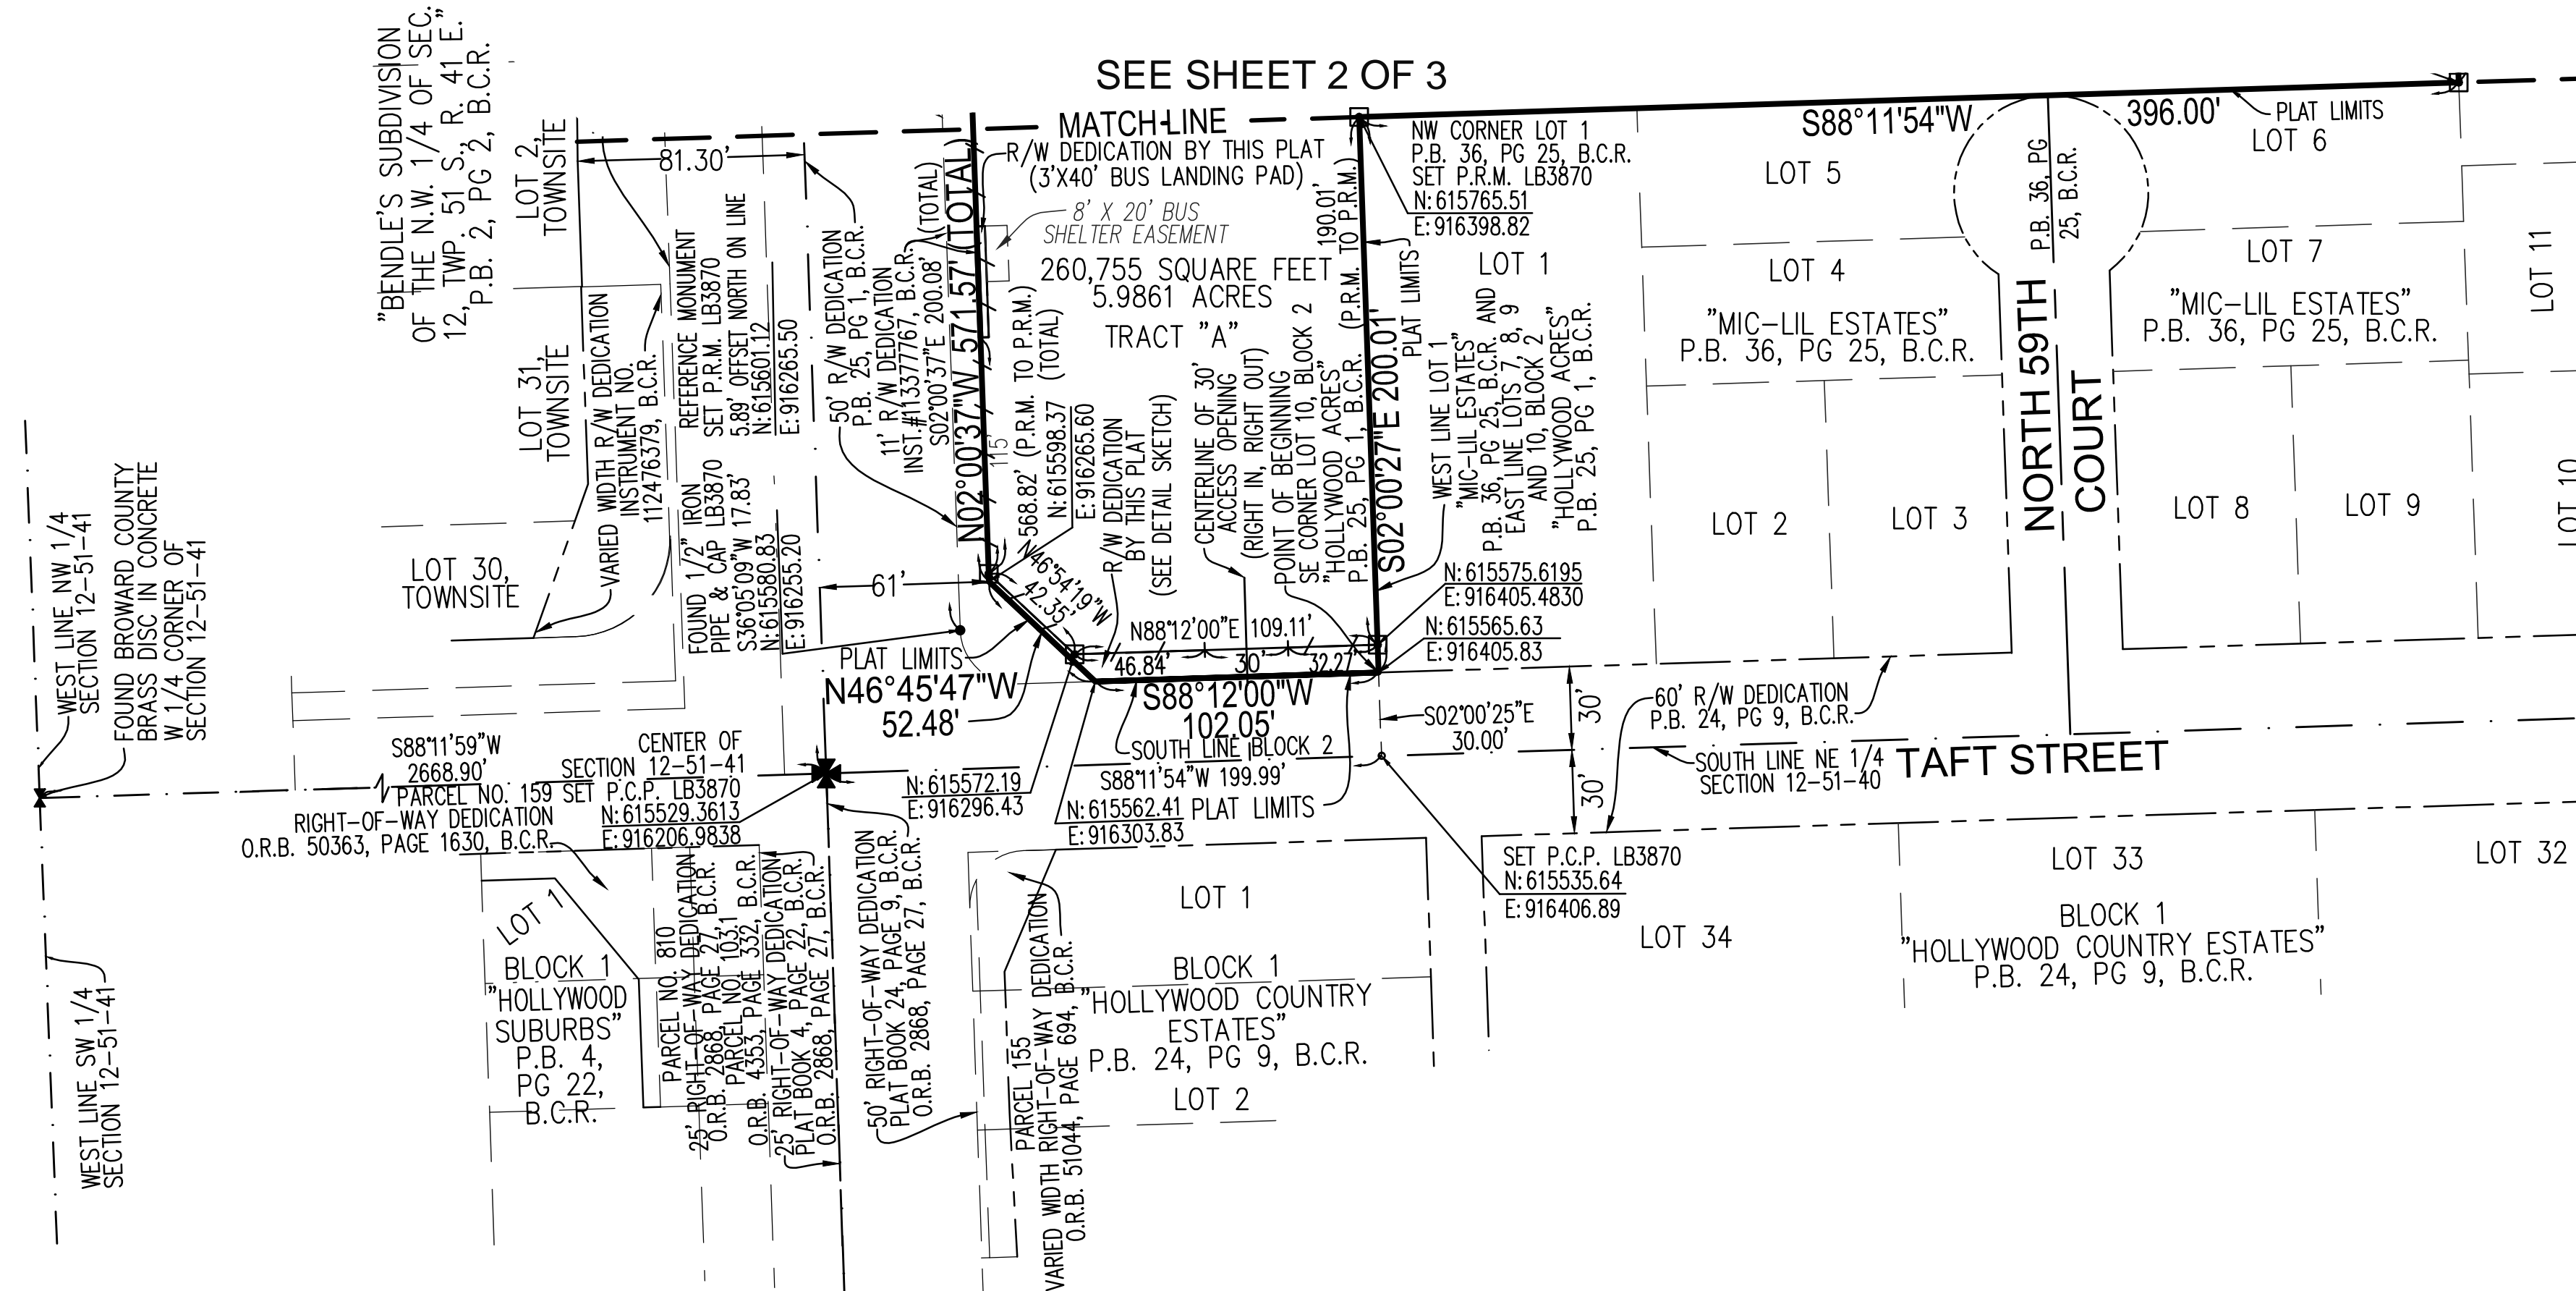 SEE SHEET 2 OF 3
MATCH-LINE
"BENDLE'S SUBDIVISION
OF THE N.W. 1/4 OF SEC.
12, TWP. 51 S., R. 41 E."
P.B. 2, PG 2, B.C.R.
LOT 2,
TOWNSITE
81.30'
LOT 31,
TOWNSITE
VARIED WIDTH R/W DEDICATION
INSTRUMENT NO.
112476379, B.C.R.
REFERENCE MONUMENT
SET P.R.M. LB3870
5.89' OFFSET NORTH ON LINE
N:615601.12
E:916265.50
FOUND 1/2" IRON
PIPE & CAP LB3870
S36°05'09"W 17.83'
N:615580.83
E:916255.20
50' R/W DEDICATION
P.B. 25, PG 1, B.C.R.
11' R/W DEDICATION
INST.#113377767, B.C.R.
S02°00'37"E 200.08' (TOTAL)
N02°00'37"W 571.57' (TOTAL)
115'
R/W DEDICATION BY THIS PLAT
(3'X40' BUS LANDING PAD)
8' X 20' BUS
SHELTER EASEMENT
260,755 SQUARE FEET
5.9861 ACRES
TRACT "A"
568.82' (P.R.M. TO P.R.M.)
N:615598.37 (TOTAL)
E:916265.60
R/W DEDICATION
BY THIS PLAT
(SEE DETAIL SKETCH)
CENTERLINE OF 30'
ACCESS OPENING
(RIGHT IN, RIGHT OUT)
POINT OF BEGINNING
SE CORNER LOT 10, BLOCK 2
"HOLLYWOOD ACRES"
P.B. 25, PG 1, B.C.R.
190.01'
(P.R.M. TO P.R.M.)
S02°00'27"E 200.01'
PLAT LIMITS
NW CORNER LOT 1
P.B. 36, PG 25, B.C.R.
SET P.R.M. LB3870
N:615765.51
E:916398.82
LOT 1
WEST LINE LOT 1
"MIC-LIL ESTATES"
P.B. 36, PG 25, B.C.R. AND
EAST LINE LOTS 7, 8, 9
AND 10, BLOCK 2
"HOLLYWOOD ACRES"
P.B. 25, PG 1, B.C.R.
S88°11'54"W
396.00'
PLAT LIMITS
LOT 5
LOT 6
LOT 4
LOT 7
"MIC-LIL ESTATES"
P.B. 36, PG 25, B.C.R.
"MIC-LIL ESTATES"
P.B. 36, PG 25, B.C.R.
P.B. 36, PG
25, B.C.R.
NORTH 59TH
COURT
LOT 2
LOT 3
LOT 8
LOT 9
LOT 11
LOT 10
WEST LINE NW 1/4
SECTION 12-51-41
FOUND BROWARD COUNTY
BRASS DISC IN CONCRETE
W 1/4 CORNER OF
SECTION 12-51-41
LOT 30,
TOWNSITE
61'
N46°54'19"W
42.35'
N88°12'00"E 109.11'
46.84'
30'
32.27'
N:615575.6195
E:916405.4830
N:615565.63
E:916405.83
PLAT LIMITS
N46°45'47"W
52.48'
S88°12'00"W
102.05'
SOUTH LINE BLOCK 2
S88°11'54"W 199.99'
S02°00'25"E
30.00'
30'
30'
60' R/W DEDICATION
P.B. 24, PG 9, B.C.R.
SOUTH LINE NE 1/4
SECTION 12-51-40
TAFT STREET
S88°11'59"W
2668.90'
CENTER OF
SECTION 12-51-41
SET P.C.P. LB3870
N:615529.3613
E:916206.9838
PARCEL NO. 159
RIGHT-OF-WAY DEDICATION
O.R.B. 50363, PAGE 1630, B.C.R.
N:615572.19
E:916296.43
N:615562.41
E:916303.83
PLAT LIMITS
SET P.C.P. LB3870
N:615535.64
E:916406.89
LOT 34
LOT 33
LOT 32
BLOCK 1
"HOLLYWOOD COUNTRY ESTATES"
P.B. 24, PG 9, B.C.R.
LOT 1
BLOCK 1
"HOLLYWOOD
SUBURBS"
P.B. 4,
PG 22,
B.C.R.
PARCEL NO. 810
25' RIGHT-OF-WAY DEDICATION
O.R.B. 2868, PAGE 27, B.C.R.
PARCEL NO. 103.1
O.R.B. 4353, PAGE 332, B.C.R.
25' RIGHT-OF-WAY DEDICATION
PLAT BOOK 4, PAGE 22, B.C.R.
O.R.B. 2868, PAGE 27, B.C.R.
50' RIGHT-OF-WAY DEDICATION
PLAT BOOK 24, PAGE 9, B.C.R.
O.R.B. 2868, PAGE 27, B.C.R.
PARCEL 155
VARIED WIDTH RIGHT-OF-WAY DEDICATION
O.R.B. 51044, PAGE 694, B.C.R.
LOT 1
BLOCK 1
"HOLLYWOOD COUNTRY
ESTATES"
P.B. 24, PG 9, B.C.R.
LOT 2
WEST LINE SW 1/4
SECTION 12-51-41